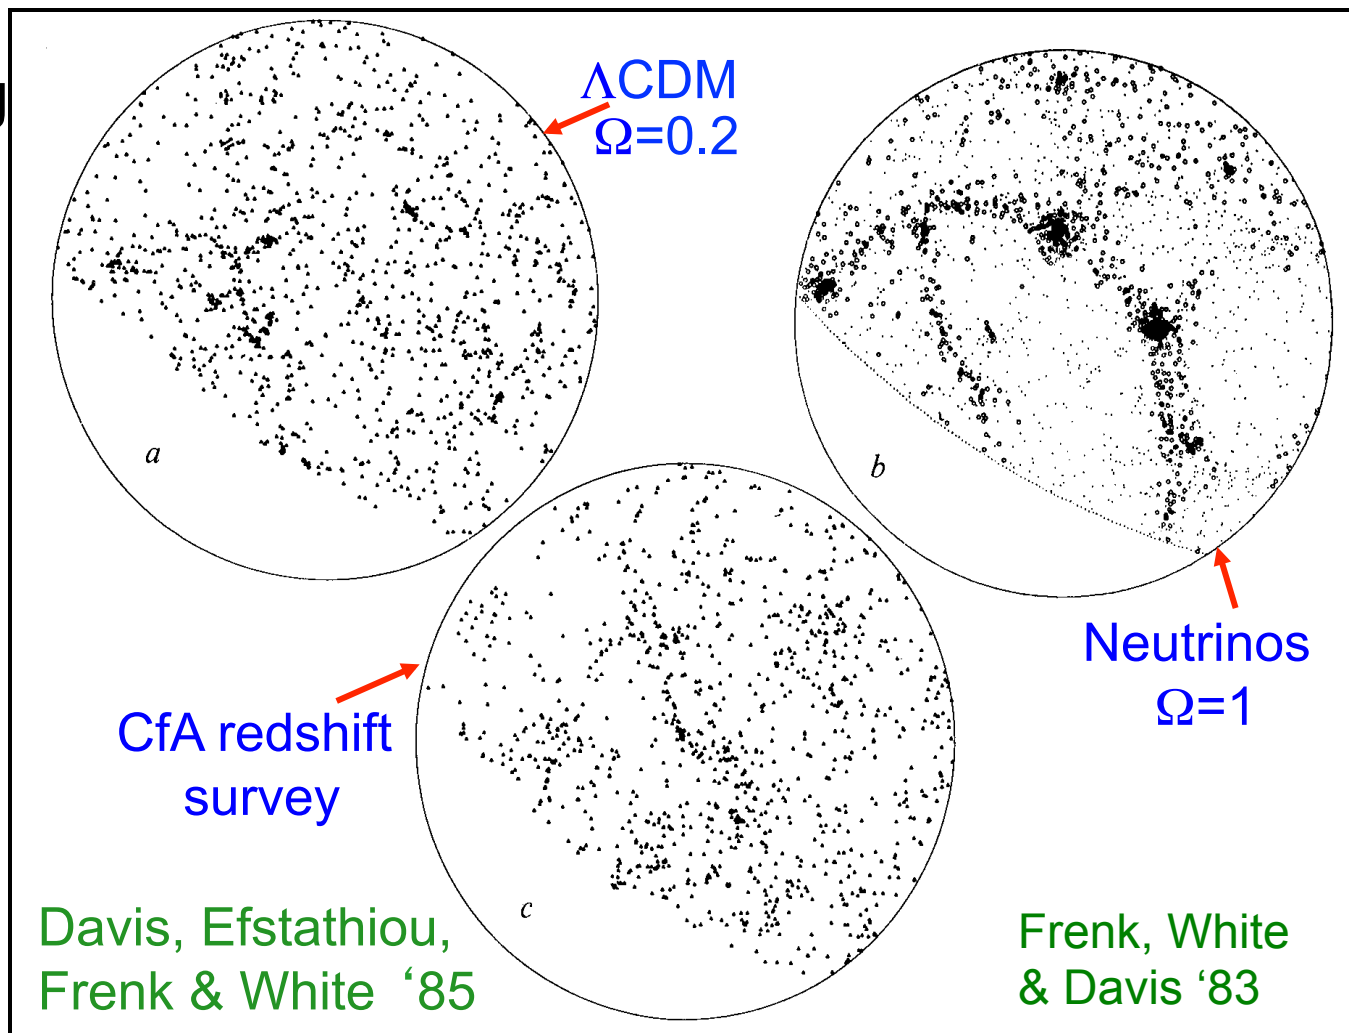 ΛCDM
Ω=0.2
a
b
Neutrinos
Ω=1
CfA redshift
survey
c
Davis, Efstathiou,
Frenk & White ‘85
Frenk, White
& Davis ‘83